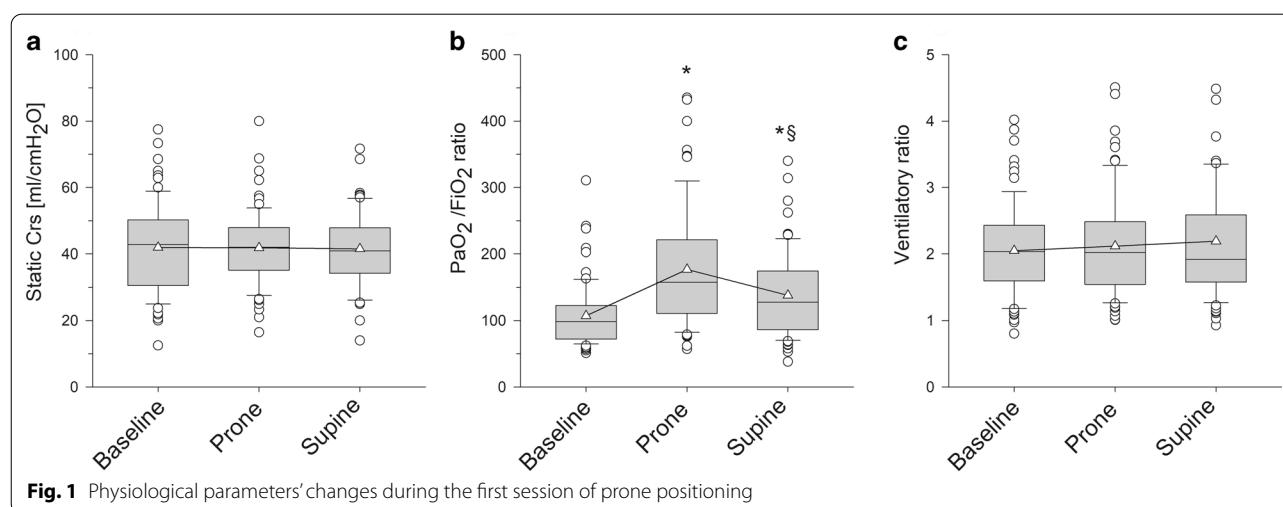 a
Static Crs [ml/cmH2O]
100
80
60
40
20
0
Baseline
Prone
Supine
b
PaO2/FiO2 ratio
500
400
300
200
100
0
*
*§
Baseline
Prone
Supine
c
Ventilatory ratio
5
4
3
2
1
0
Baseline
Prone
Supine
Fig. 1 Physiological parameters' changes during the first session of prone positioning